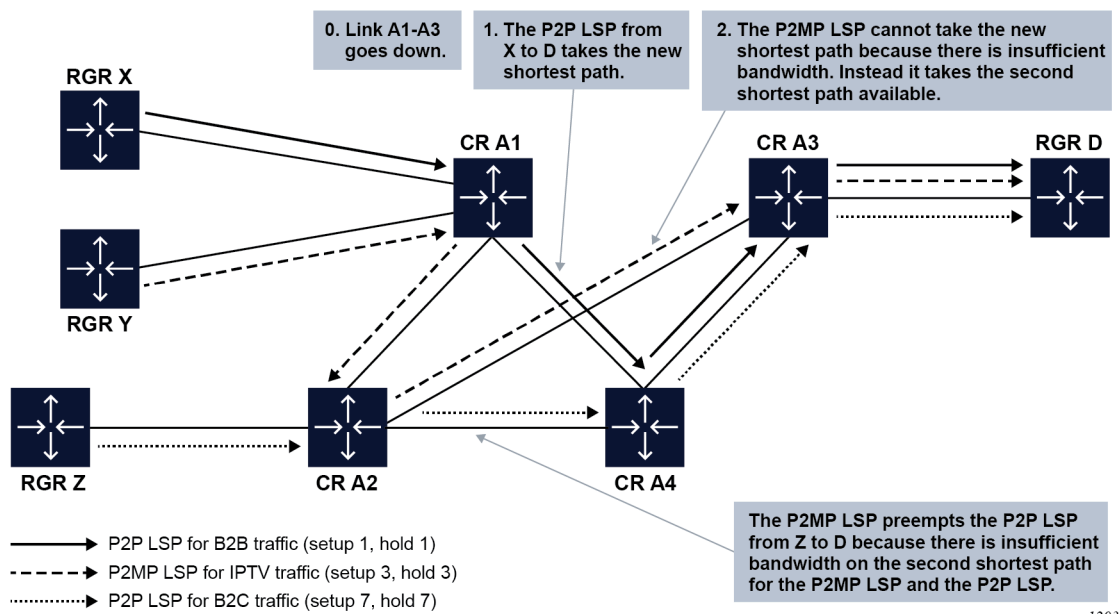 0. Link A1-A3
goes down.
1. The P2P LSP from
X to D takes the new
shortest path.
2. The P2MP LSP cannot take the new
shortest path because there is insufficient
bandwidth. Instead it takes the second
shortest path available.
RGR X
CR A1
CR A3
RGR D
RGR Y
RGR Z
CR A2
CR A4
The P2MP LSP preempts the P2P LSP
from Z to D because there is insufficient
bandwidth on the second shortest path
for the P2MP LSP and the P2P LSP.
P2P LSP for B2B traffic (setup 1, hold 1)
P2MP LSP for IPTV traffic (setup 3, hold 3)
P2P LSP for B2C traffic (setup 7, hold 7)